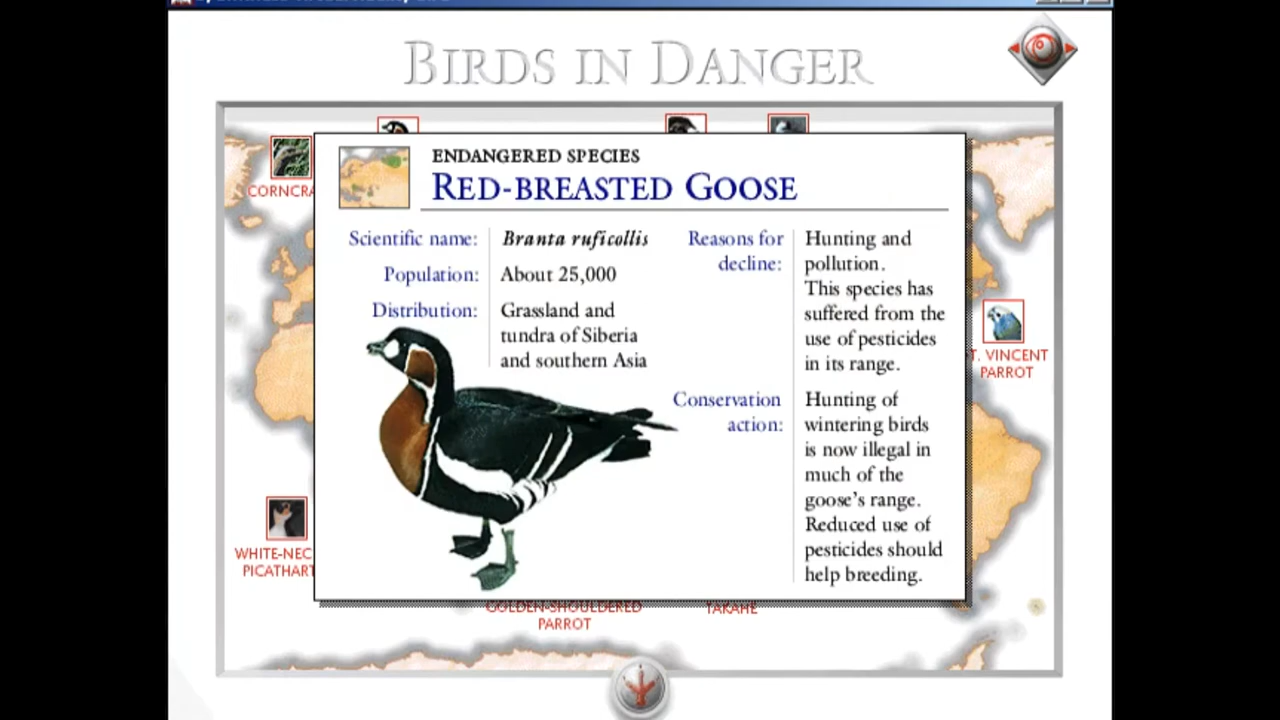 BIRDS IN DANGER
CORNCRA
ENDANGERED SPECIES
RED-BREASTED GOOSE
Scientific name: Branta ruficollis
Population: About 25,000
Distribution: Grassland and
tundra of Siberia
and southern Asia
Reasons for
decline:
Hunting and
pollution.
This species has
suffered from the
use of pesticides
in its range.
Conservation
action:
Hunting of
wintering birds
is now illegal in
much of the
goose's range.
Reduced use of
pesticides should
help breeding.
T. VINCENT
PARROT
WHITE-NEC
PICATHART
GOLDEN-SHOULDERED
PARROT
TAKAHE